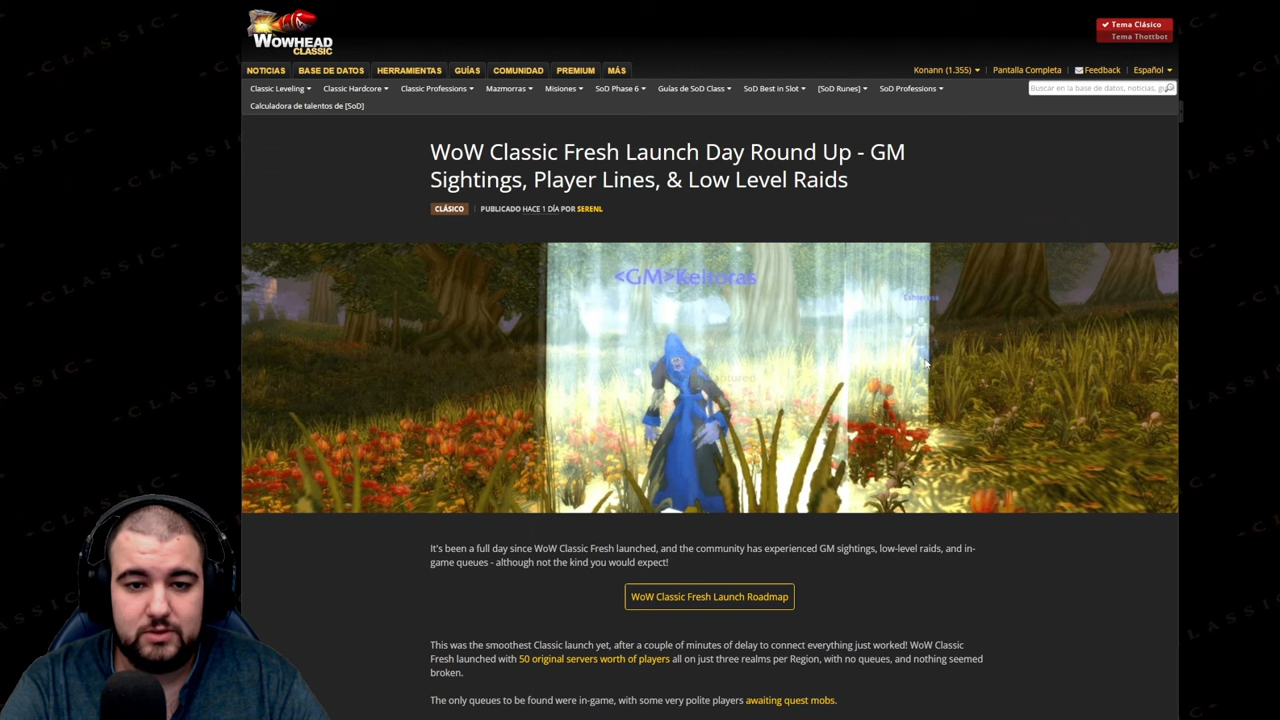 WOWHEAD
CLASSIC
Tema Clásico
Tema Thottbot
NOTICIAS BASE DE DATOS HERRAMIENTAS GUÍAS COMUNIDAD PREMIUM MÁS
Konann (1.355) Pantalla Completa Feedback Español
Classic Leveling Classic Hardcore Classic Professions Mazmorras Misiones SoD Phase 6 Guías de SoD Class SoD Best in Slot [SoD Runes] SoD Professions
Buscar en la base de datos, noticias,
Calculadora de talentos de [SoD]
WoW Classic Fresh Launch Day Round Up - GM
Sightings, Player Lines, & Low Level Raids
CLÁSICO | PUBLICADO HACE 1 DÍA POR SERENL
<GM>Keltoras
It's been a full day since WoW Classic Fresh launched, and the community has experienced GM sightings, low-level raids, and in-
game queues - although not the kind you would expect!
WoW Classic Fresh Launch Roadmap
This was the smoothest Classic launch yet, after a couple of minutes of delay to connect everything just worked! WoW Classic
Fresh launched with 50 original servers worth of players all on just three realms per Region, with no queues, and nothing seemed
broken.
The only queues to be found were in-game, with some very polite players awaiting quest mobs.